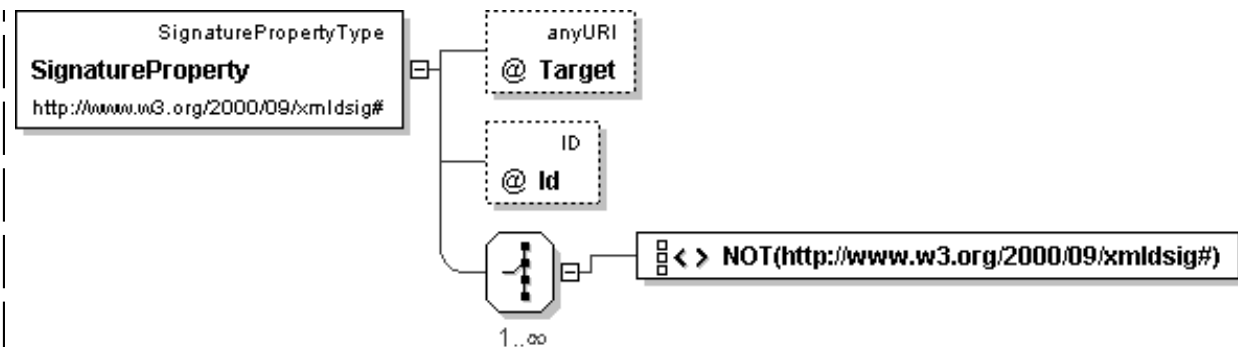 SignaturePropertyType
SignatureProperty
http://www.w3.org/2000/09/xmldsig#
anyURI
@ Target
ID
@ Id
NOT(http://www.w3.org/2000/09/xmldsig#)
1..∞